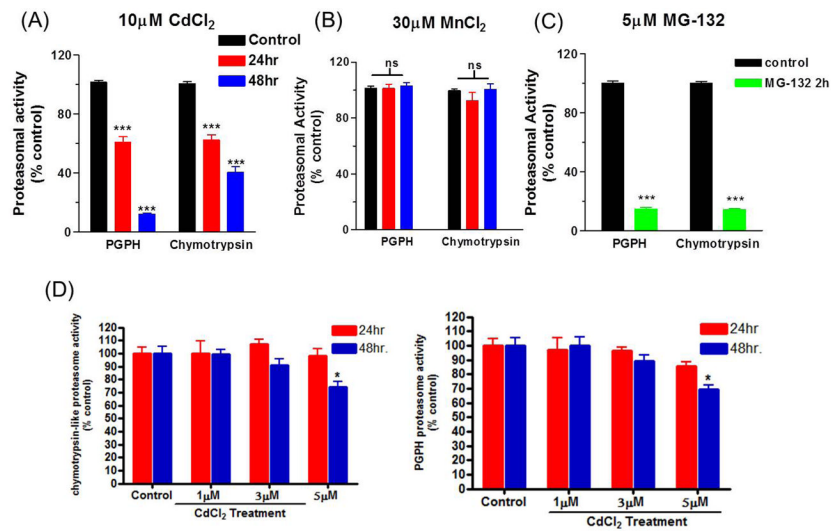 (A)
10μM CdCl2
Control
24hr
48hr
Proteasomal activity
(% control)
120
80
40
0
***
***
***
***
PGPH
Chymotrypsin
(B)
30μM MnCl2
Proteasomal Activity
(% control)
120
80
40
0
ns
ns
PGPH
Chymotrypsin
(C)
5μM MG-132
control
MG-132 2h
Proteasomal Activity
(% control)
120
80
40
0
***
***
PGPH
Chymotrypsin
(D)
chymotrypsin-like proteasome activity
(% control)
120
110
100
90
80
70
60
50
40
30
20
10
0
24hr
48hr.
*
Control
1μM
3μM
5μM
CdCl2 Treatment
PGPH proteasome activity
(% control)
120
110
100
90
80
70
60
50
40
30
20
10
0
24hr
48hr.
*
Control
1μM
3μM
5μM
CdCl2 Treatment